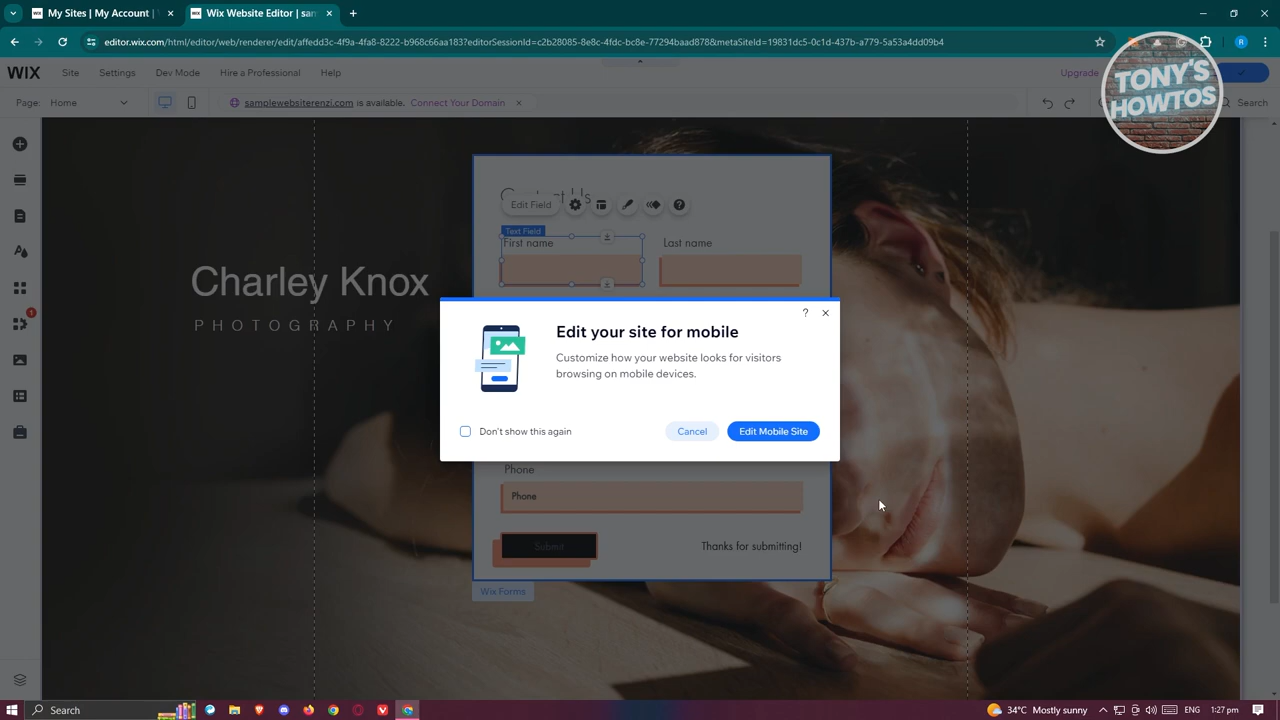 My Sites | My Account |
Wix Website Editor | sam
editor.wix.com/html/editor/web/renderer/edit/affedd3c-4f9a-4fa8-8222-b968c66aa183?editorSessionId=c2b28085-8e8c-4fdc-bc8e-77294baad878&metaSiteId=19831dc5-0c1d-437b-a779-5a53a4dd09b4
R
WIX Site Settings Dev Mode Hire a Professional Help Upgrade
TONY'S
HOWTOS
Page: Home samplewebsiterenzi.com is available. Connect Your Domain Search
Edit Field
Text Field
First name Last name
Charley Knox
PHOTOGRAPHY
1
Edit your site for mobile
Customize how your website looks for visitors
browsing on mobile devices.
Don't show this again Cancel Edit Mobile Site
Phone
Phone
Submit Thanks for submitting!
Wix Forms
Search 34°C Mostly sunny ENG 1:27 pm